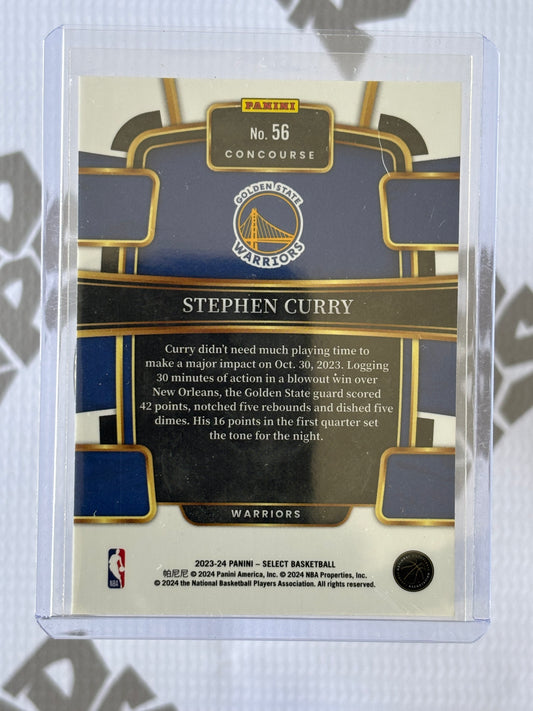 PANINI
No. 56
CONCOURSE
GOLDEN STATE
WARRIORS
STEPHEN CURRY
Curry didn't need much playing time to
make a major impact on Oct. 30, 2023. Logging
30 minutes of action in a blowout win over
New Orleans, the Golden State guard scored
42 points, notched five rebounds and dished five
dimes. His 16 points in the first quarter set
the tone for the night.
WARRIORS
2023-24 PANINI – SELECT BASKETBALL
帕尼尼 © 2024 Panini America, Inc. © 2024 NBA Properties, Inc.
© 2024 the National Basketball Players Association. All rights reserved.
NBA